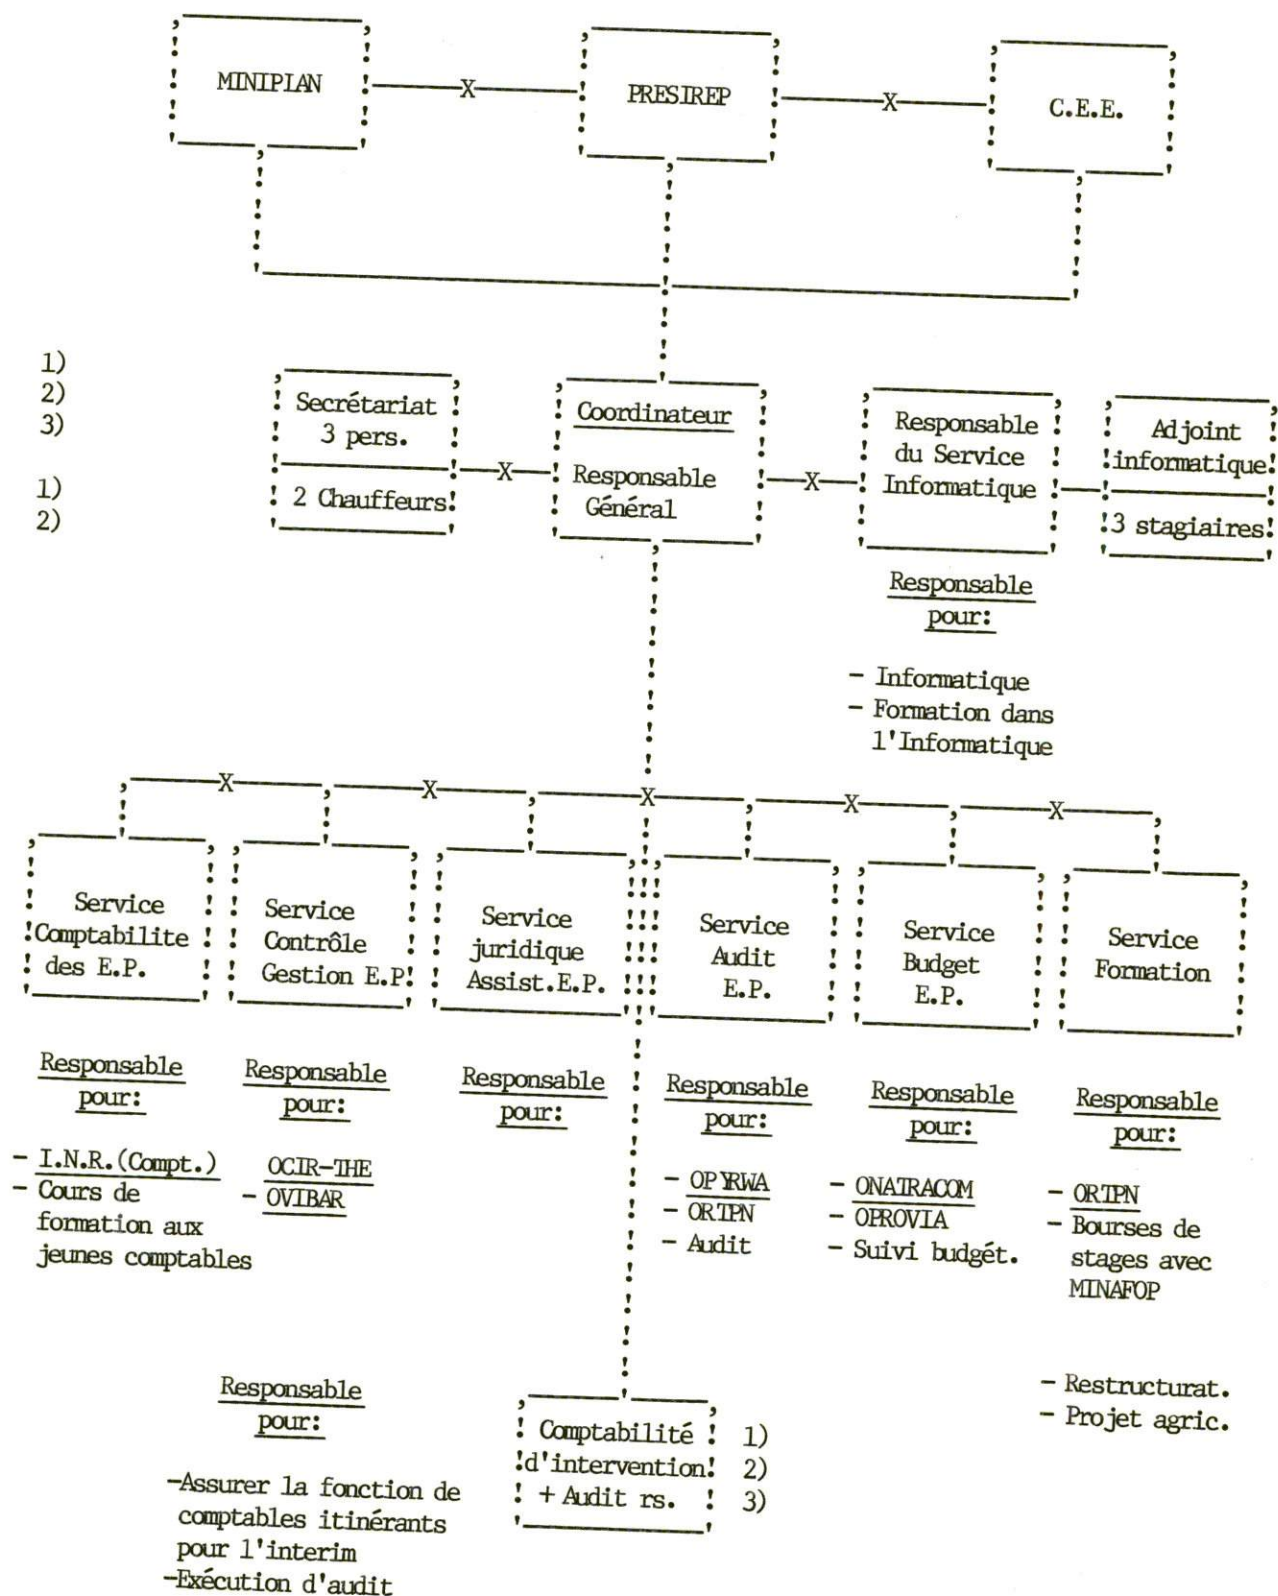 MINIPLAN
X
PRESIREP
X
C.E.E.
1)
2)
3)
1)
2)
Secrétariat
3 pers.
2 Chauffeurs
X
Coordinateur
Responsable
Général
X
Responsable
du Service
Informatique
Adjoint
informatique
3 stagiaires
Responsable
pour:
- Informatique
- Formation dans
l'Informatique
X
X
X
X
X
Service
Comptabilite
des E.P.
Service
Contrôle
Gestion E.P.
Service
juridique
Assist.E.P.
Service
Audit
E.P.
Service
Budget
E.P.
Service
Formation
Responsable
pour:
- I.N.R.(Compt.)
- Cours de
formation aux
jeunes comptables
Responsable
pour:
OCIR-THE
- OVIBAR
Responsable
pour:
Responsable
pour:
- OPYRWA
- ORTPN
- Audit
Responsable
pour:
- ONATRACOM
- OPROVIA
- Suivi budgét.
Responsable
pour:
- ORTPN
- Bourses de
stages avec
MINAFOP
- Restructurat.
- Projet agric.
Responsable
pour:
-Assurer la fonction de
comptables itinérants
pour l'interim
-Exécution d'audit
Comptabilité
d'intervention
+ Audit rs.
1)
2)
3)